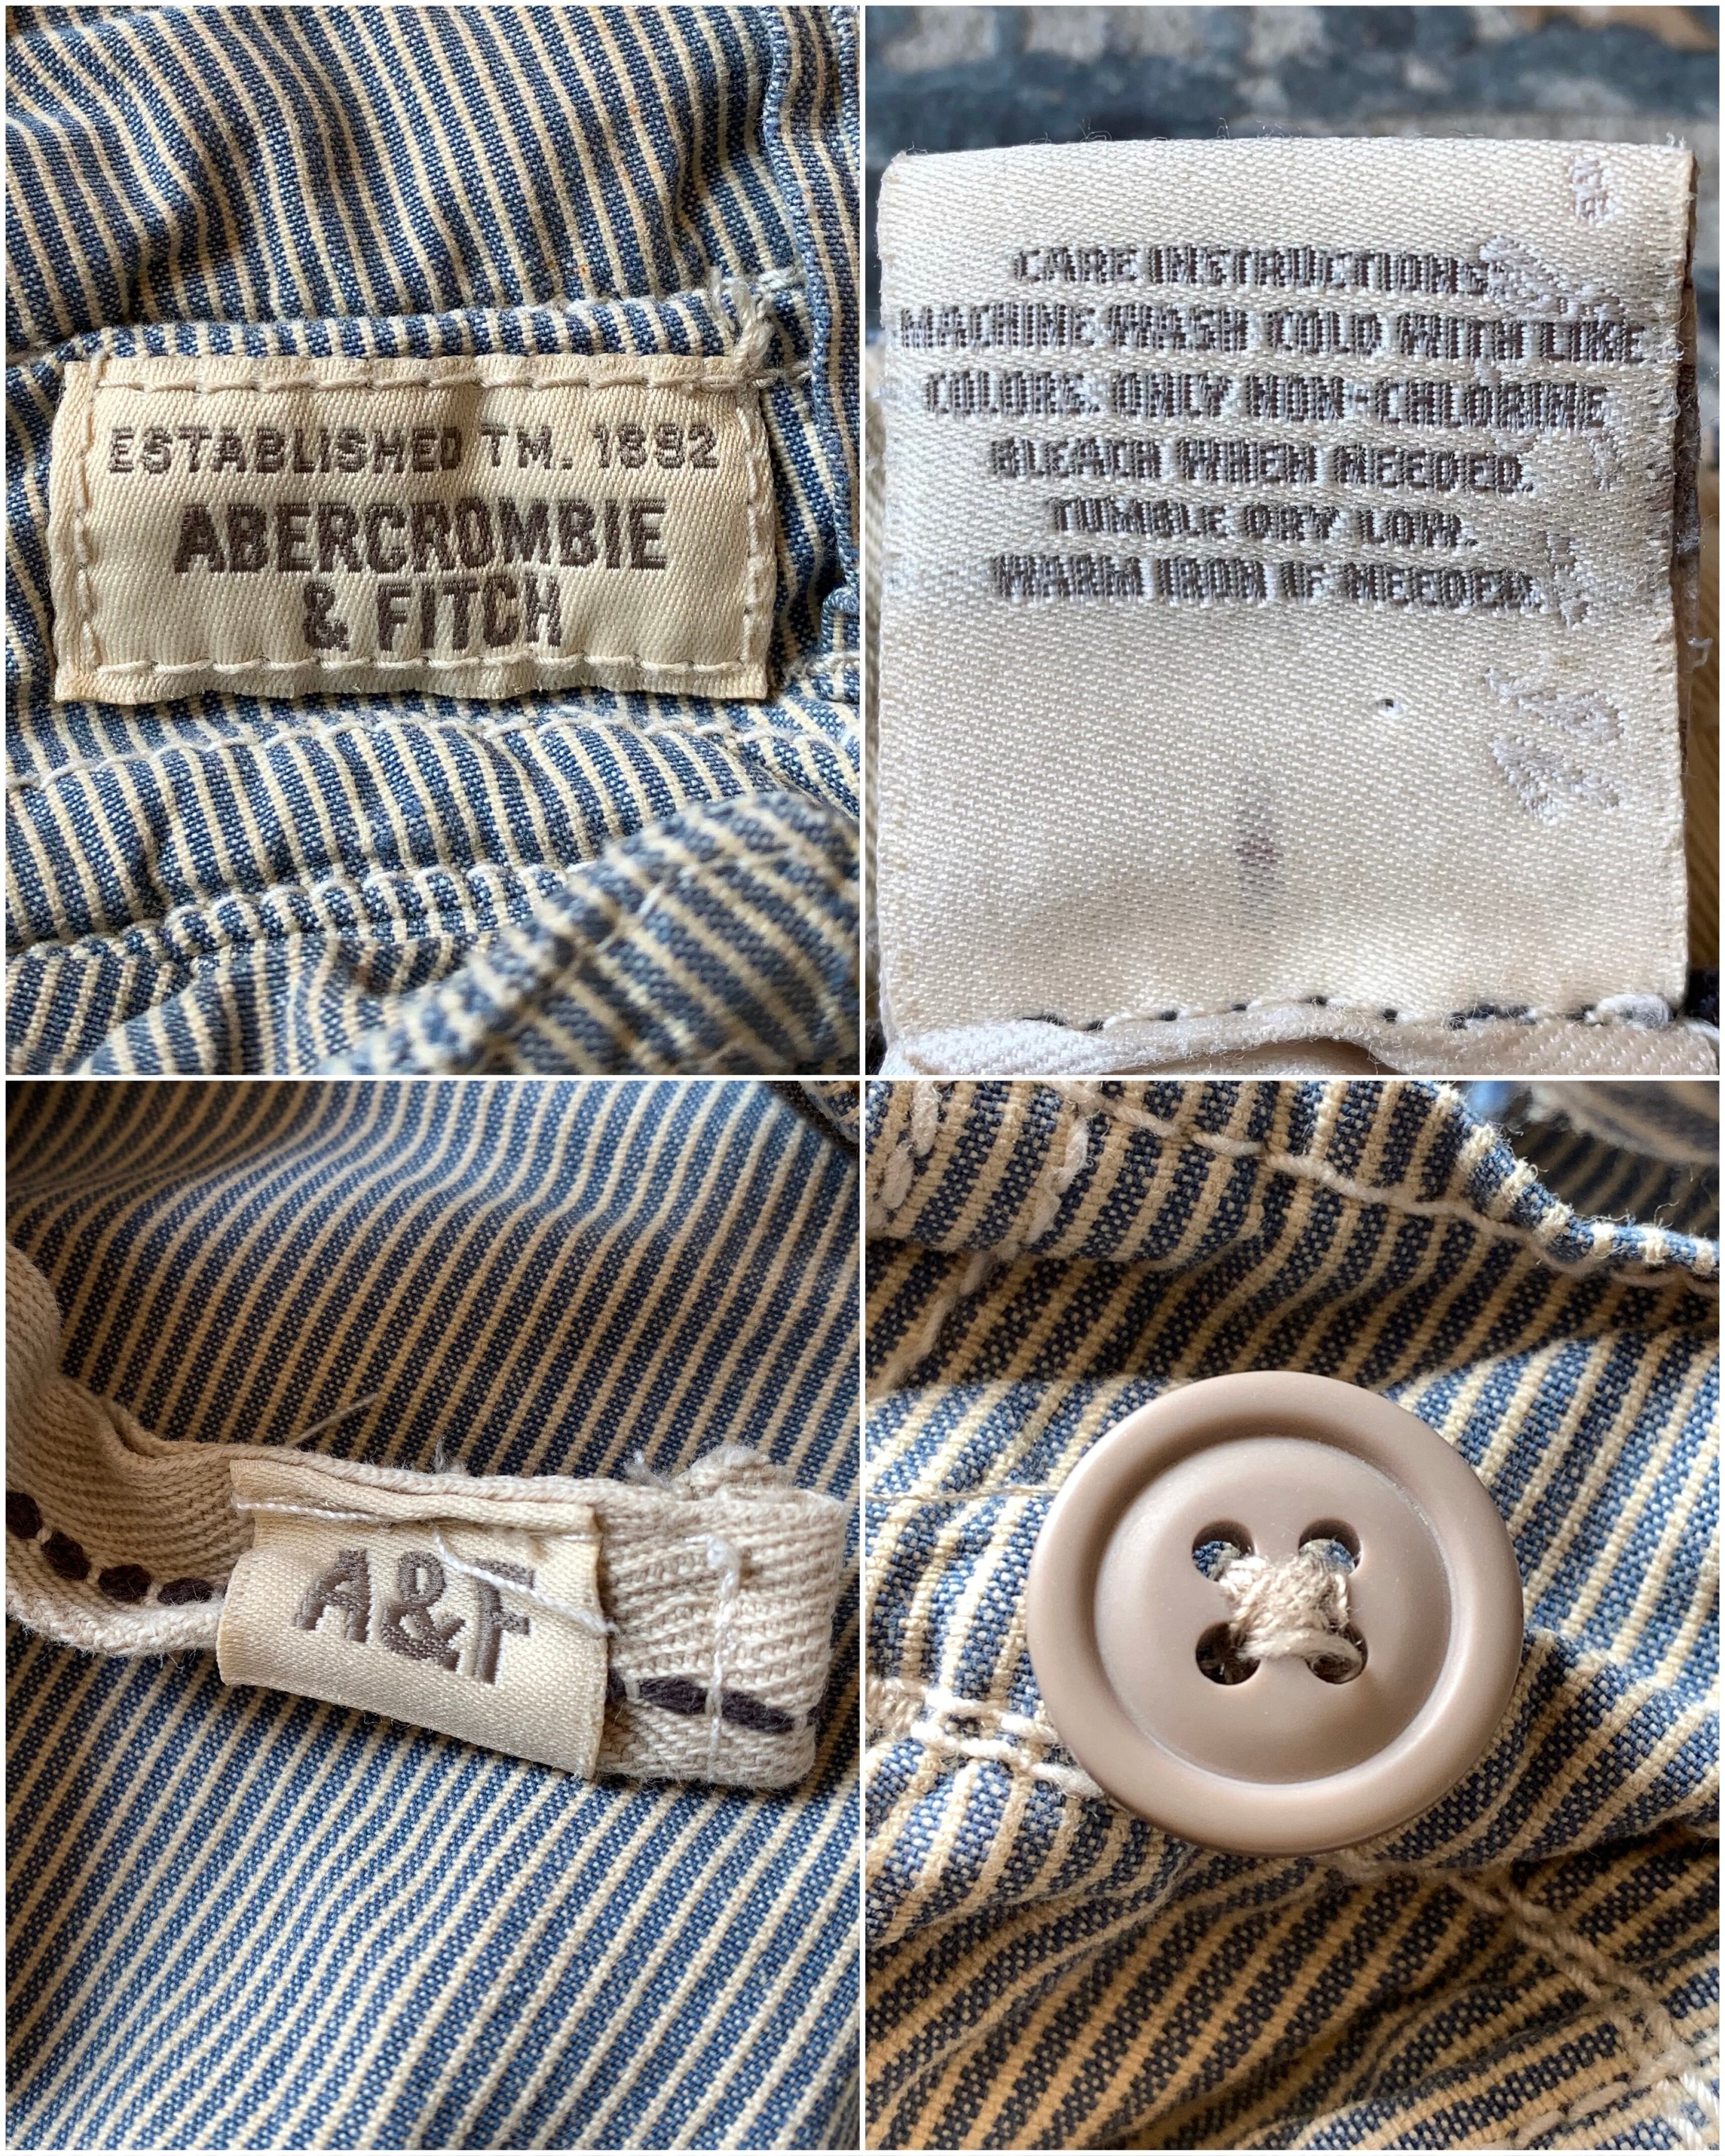 ESTABLISHED TM. 1892
ABERCROMBIE
& FITCH
CARE INSTRUCTIONS:
MACHINE WASH COLD WITH LIKE
COLORS. ONLY NON-CHLORINE
BLEACH WHEN NEEDED.
TUMBLE DRY LOW.
WARM IRON IF NEEDED.
A&F